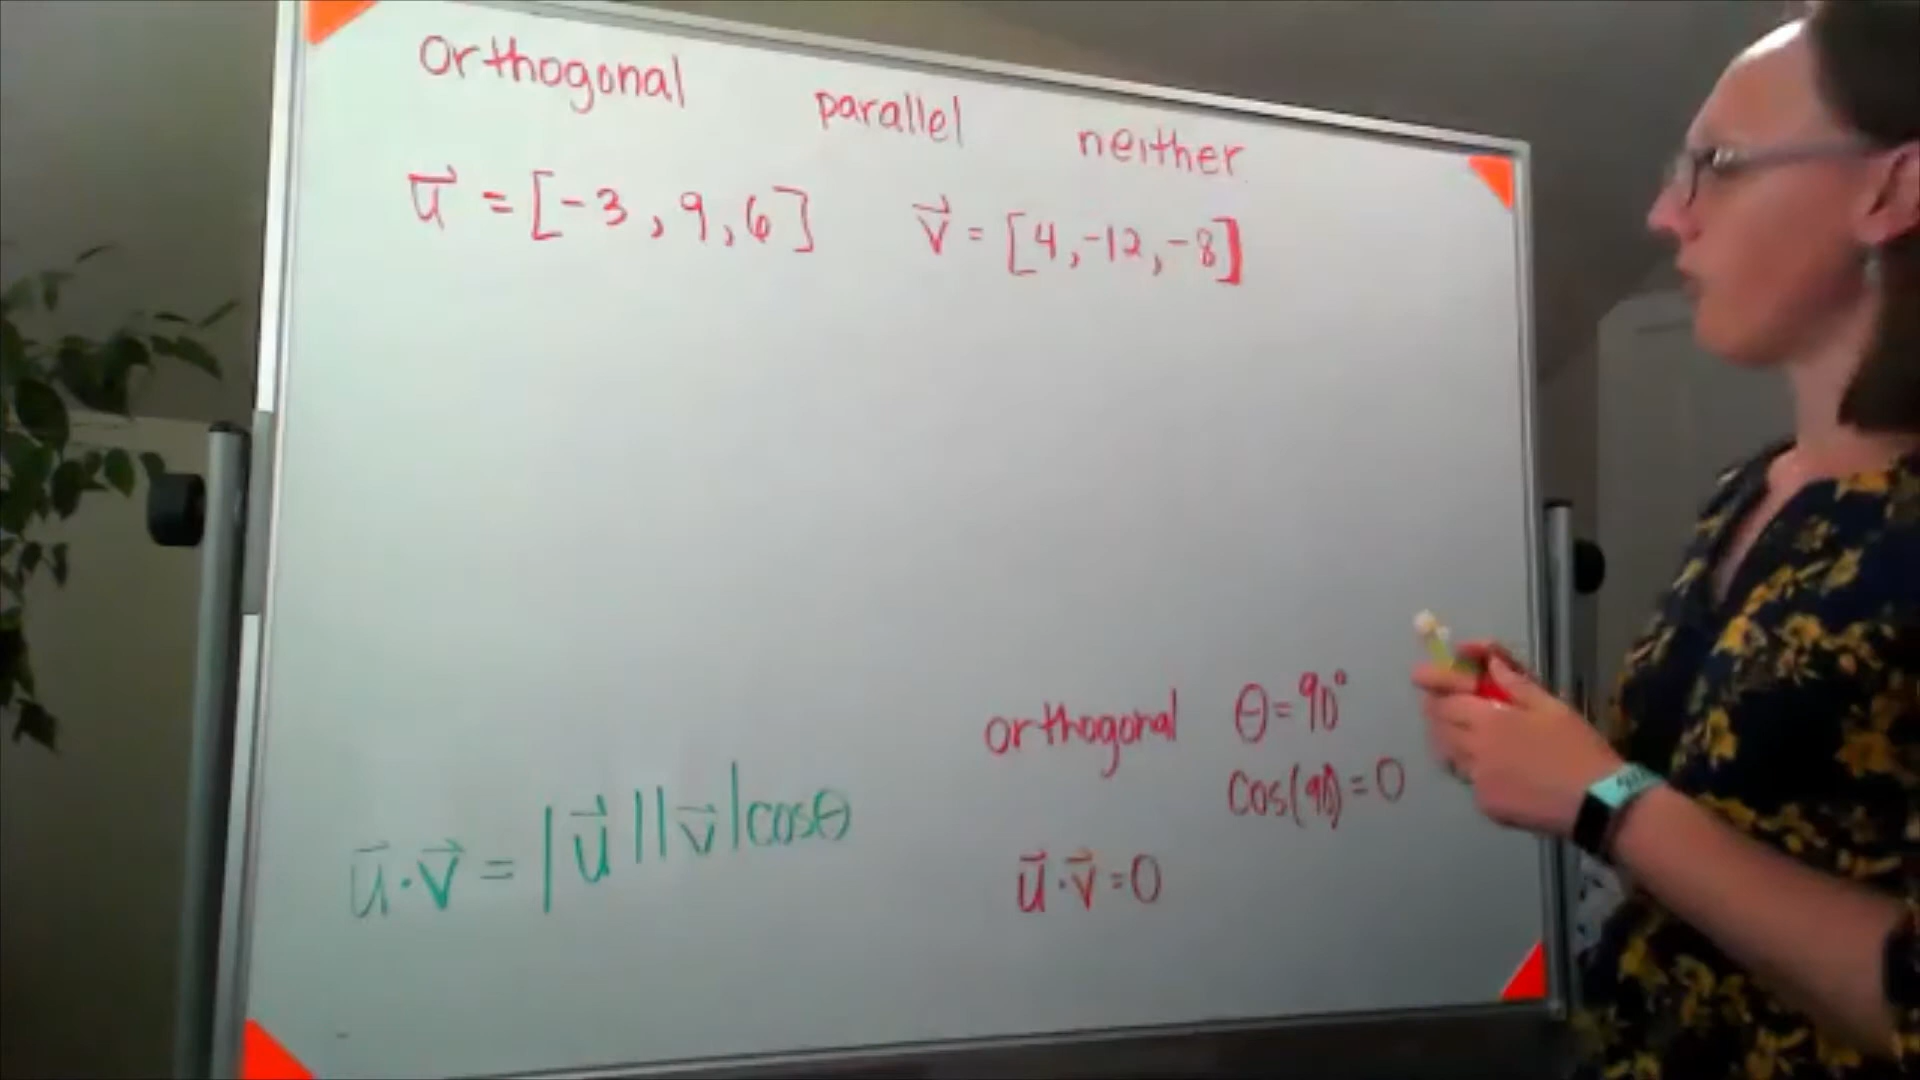 orthogonal parallel neither
u⃗ = [-3, 9, 6] v⃗ = [4, -12, -8]
orthogonal θ=90°
cos(90)=0
u⃗·v⃗ = |u⃗||v⃗|cosθ
u⃗·v⃗=0